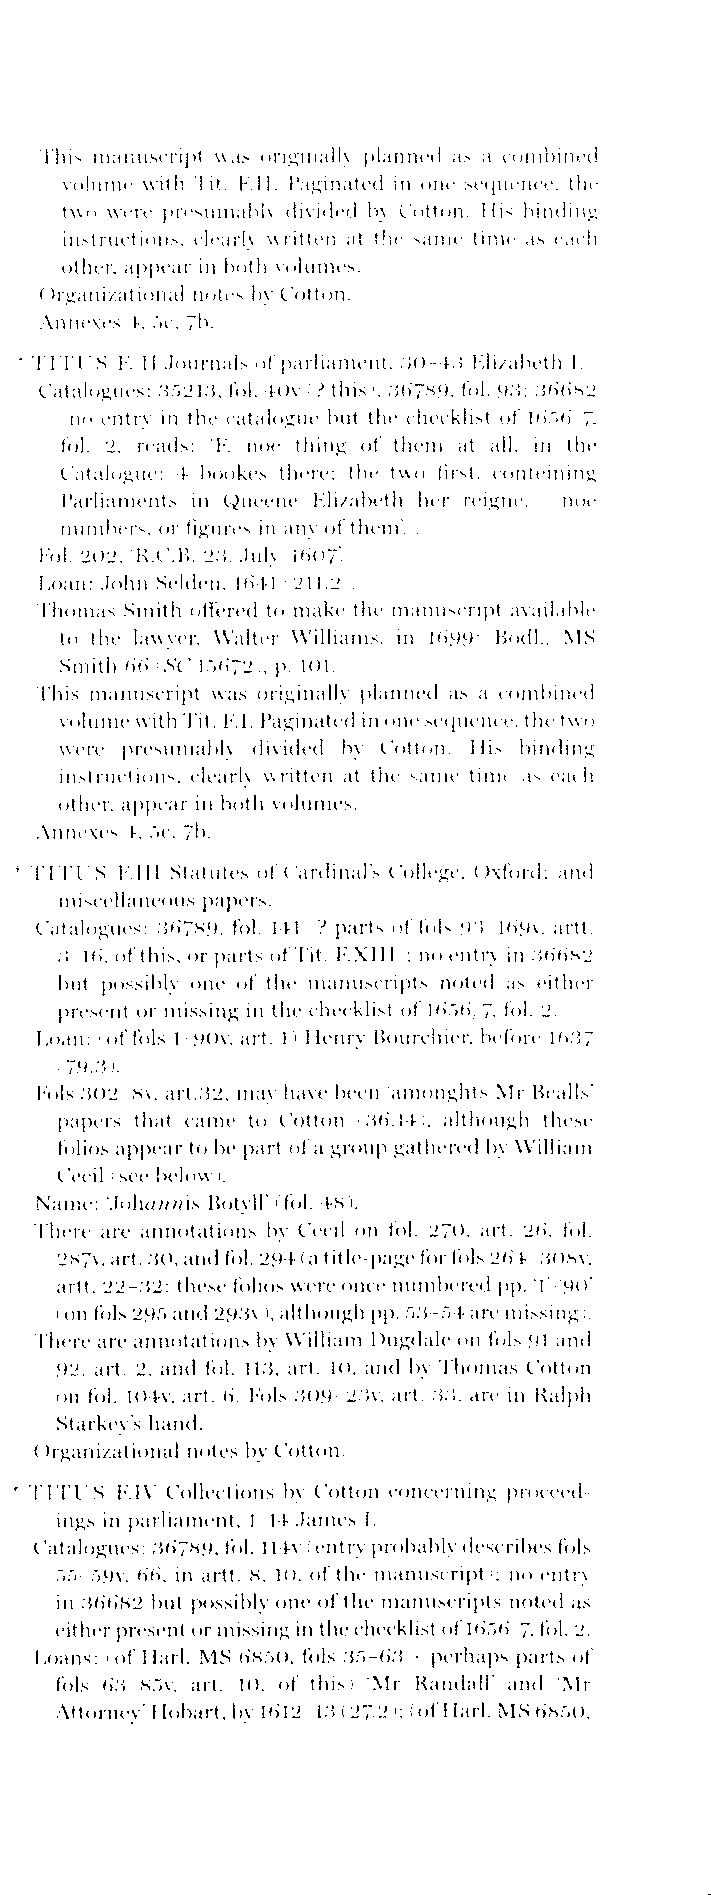 This manuscript was originally planned as a combined
volume with Tit. F.II. Paginated in one sequence, the
two were presumably divided by Cotton. His binding
instructions, clearly written at the same time as each
other, appear in both volumes.
Organizational notes by Cotton.
Annexes 4, 5c, 7b.
* TITUS F. II Journals of parliament, 30–43 Elizabeth I.
Catalogues: 35213, fol. 40v (? this), 36789, fol. 93; 36682
(no entry in the catalogue but the checklist of 1656–7,
fol. 2, reads: 'F. noe thing of them at all, in the
Catalogue: 4 bookes there: the two first, conteining
Parliaments in Queene Elizabeth her reigne, noe
numbers, or figures in any of them').
Fol. 202, 'R.C.B. 23. July 1607'.
Loan: John Selden, 1641 (211.2).
Thomas Smith offered to make the manuscript available
to the lawyer, Walter Williams, in 1699: Bodl., MS
Smith 66 (SC 15672), p. 101.
This manuscript was originally planned as a combined
volume with Tit. F.I. Paginated in one sequence, the two
were presumably divided by Cotton. His binding
instructions, clearly written at the same time as each
other, appear in both volumes.
Annexes 4, 5c, 7b.
* TITUS F.III Statutes of Cardinal's College, Oxford; and
miscellaneous papers.
Catalogues: 36789, fol. 141 (? parts of fols 93–169v, artt.
3–16, of this, or parts of Tit. F.XIII); no entry in 36682
but possibly one of the manuscripts noted as either
present or missing in the checklist of 1656/7, fol. 2.
Loan: (of fols 1–90v, art. 1) Henry Bourchier, before 1637
(79.3).
Fols 302–8v, art.32, may have been 'amonghts Mr Bealls'
papers that came to Cotton (36.14), although these
folios appear to be part of a group gathered by William
Cecil (see below).
Name: 'Johannis Botyll' (fol. 48).
There are annotations by Cecil on fol. 270, art. 26, fol.
287v, art. 30, and fol. 294 (a title-page for fols 264–308v,
artt. 22–32: these folios were once numbered pp. '1'–'90'
(on fols 295 and 293v), although pp. 53–54 are missing).
There are annotations by William Dugdale on fols 91 and
92, art. 2, and fol. 113, art. 10, and by Thomas Cotton
on fol. 104v, art. 6. Fols 309–23v, art. 33, are in Ralph
Starkey's hand.
Organizational notes by Cotton.
* TITUS F.IV Collections by Cotton concerning proceed-
ings in parliament, 1–14 James I.
Catalogues: 36789, fol. 114v (entry probably describes fols
55–59v, 66, in artt. 8, 10, of the manuscript); no entry
in 36682 but possibly one of the manuscripts noted as
either present or missing in the checklist of 1656–7, fol. 2.
Loans: (of Harl. MS 6850, fols 35–63 + perhaps parts of
fols 63–85v, art. 10, of this) 'Mr Randall' and 'Mr
Attorney' Hobart, by 1612–13 (27.2); (of Harl. MS 6850,